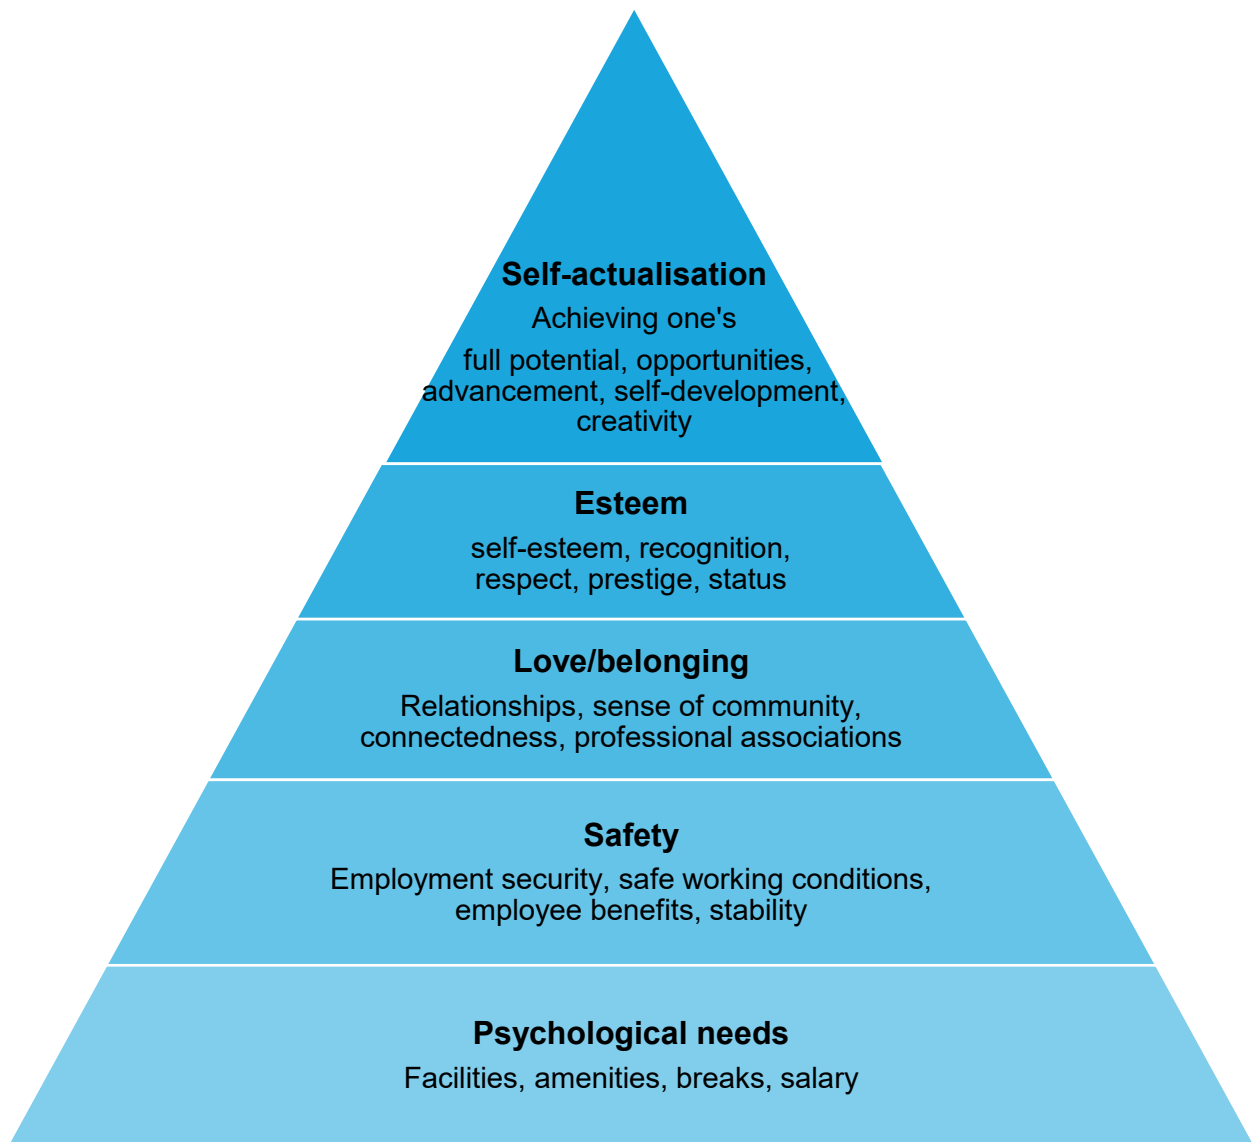 Self-actualisation
Achieving one's
full potential, opportunities,
advancement, self-development,
creativity
Esteem
self-esteem, recognition,
respect, prestige, status
Love/belonging
Relationships, sense of community,
connectedness, professional associations
Safety
Employment security, safe working conditions,
employee benefits, stability
Psychological needs
Facilities, amenities, breaks, salary